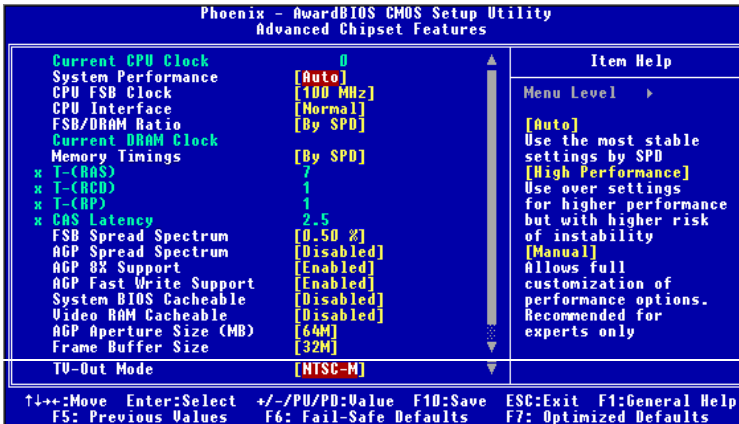 Phoenix - AwardBIOS CMOS Setup Utility
Advanced Chipset Features
Current CPU Clock 0
System Performance [Auto]
CPU FSB Clock [100 MHz]
CPU Interface [Normal]
FSB/DRAM Ratio [By SPD]
Current DRAM Clock
Memory Timings [By SPD]
x T-(RAS) 7
x T-(RCD) 1
x T-(RP) 1
x CAS Latency 2.5
FSB Spread Spectrum [0.50 %]
AGP Spread Spectrum [Disabled]
AGP 8X Support [Enabled]
AGP Fast Write Support [Enabled]
System BIOS Cacheable [Disabled]
Video RAM Cacheable [Disabled]
AGP Aperture Size (MB) [64M]
Frame Buffer Size [32M]
TV-Out Mode [NTSC-M]
Item Help
Menu Level
[Auto]
Use the most stable
settings by SPD
[High Performance]
Use over settings
for higher performance
but with higher risk
of instability
[Manual]
Allows full
customization of
performance options.
Recommended for
experts only
↑↓→←:Move Enter:Select +/-/PU/PD:Value F10:Save ESC:Exit F1:General Help
F5: Previous Values F6: Fail-Safe Defaults F7: Optimized Defaults